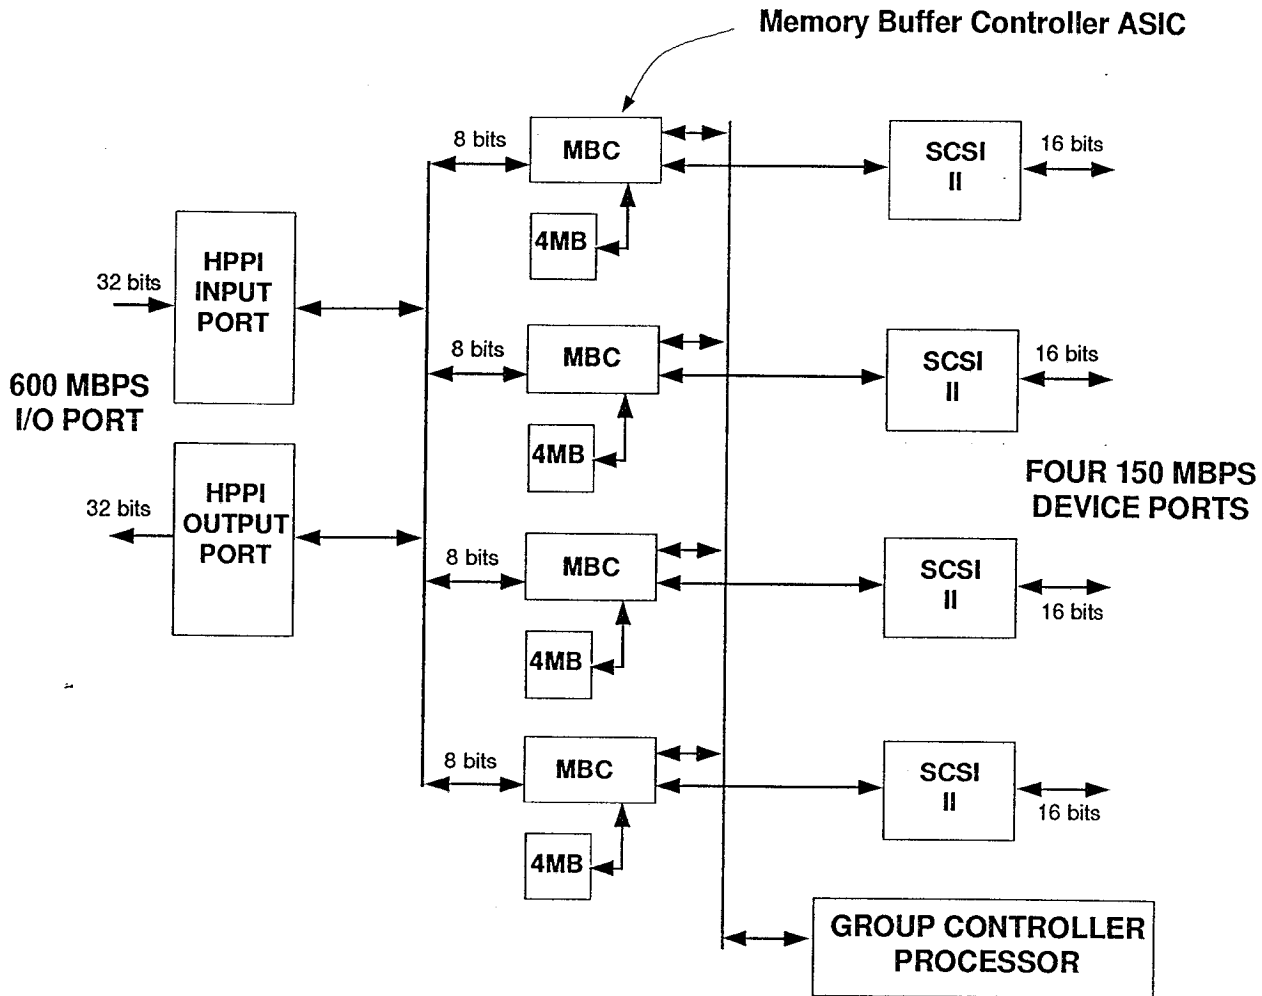 Memory Buffer Controller ASIC
8 bits
MBC
SCSI
II
16 bits
4MB
HPPI
INPUT
PORT
32 bits
8 bits
MBC
SCSI
II
16 bits
600 MBPS
I/O PORT
4MB
FOUR 150 MBPS
DEVICE PORTS
HPPI
OUTPUT
PORT
32 bits
8 bits
MBC
SCSI
II
16 bits
4MB
8 bits
MBC
SCSI
II
16 bits
4MB
GROUP CONTROLLER
PROCESSOR